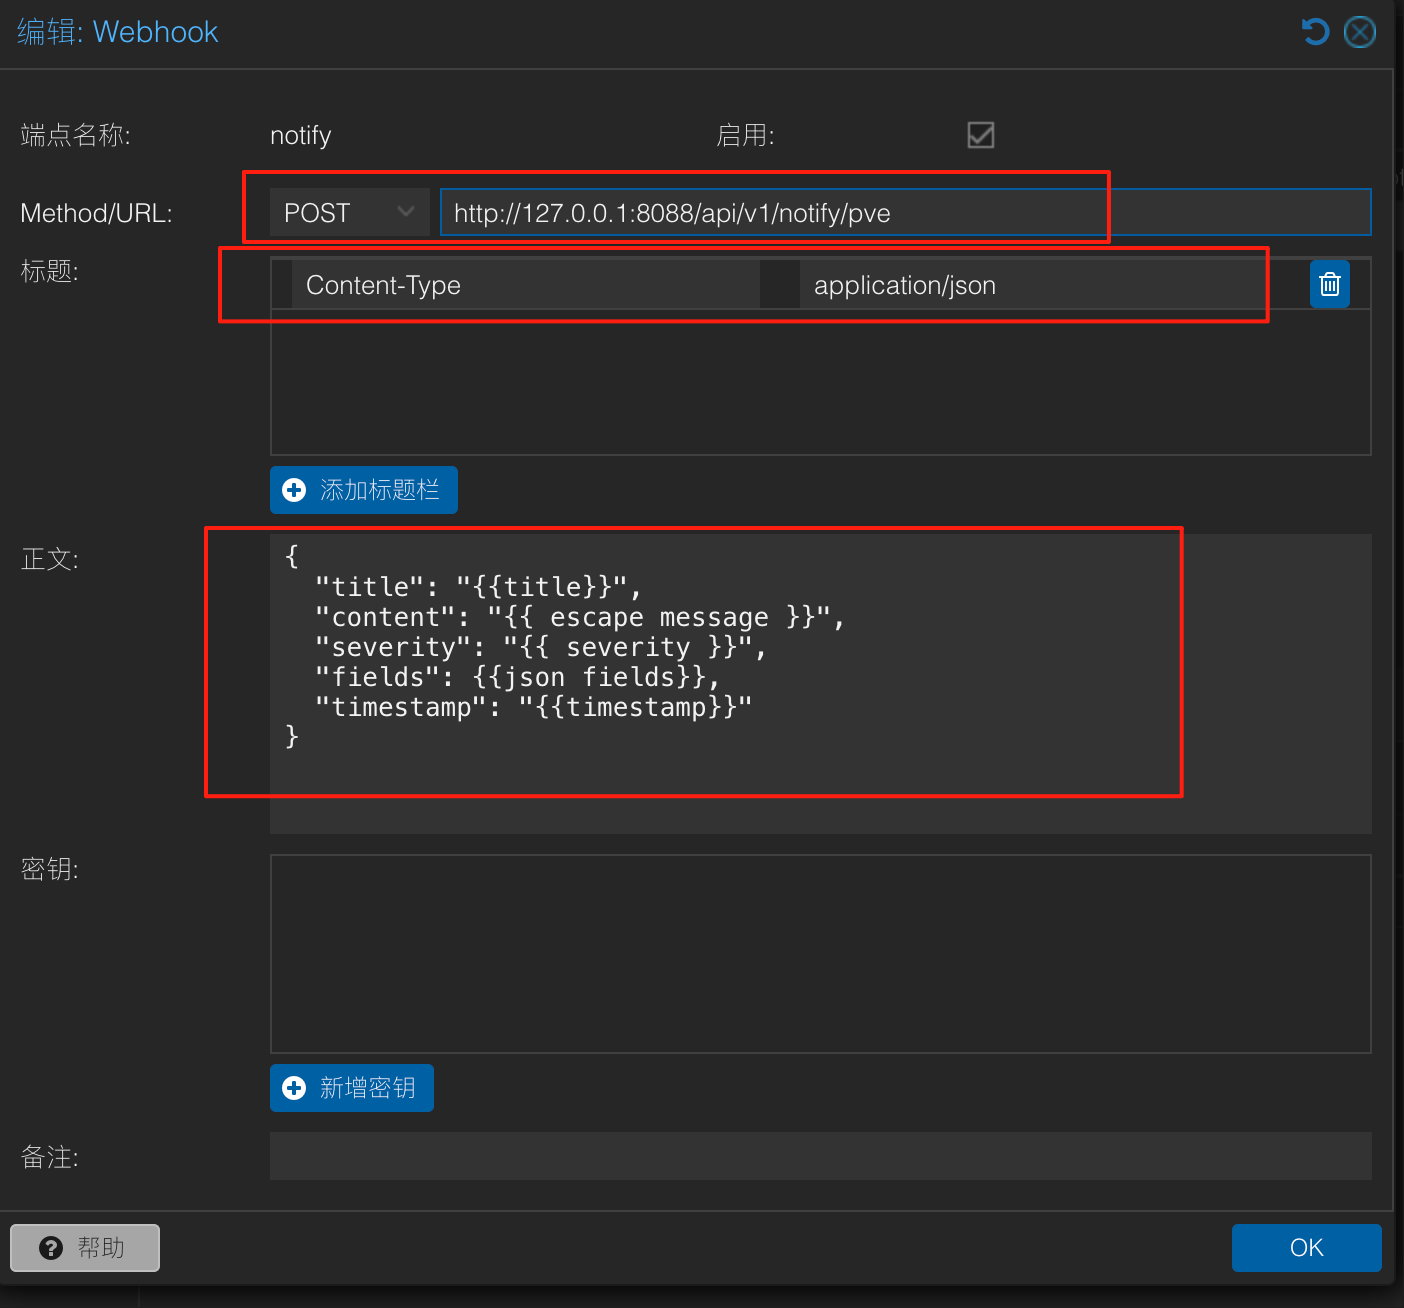 编辑: Webhook
端点名称: notify 启用:
Method/URL: POST http://127.0.0.1:8088/api/v1/notify/pve
标题: Content-Type application/json
添加标题栏
正文: {
"title": "{{title}}",
"content": "{{ escape message }}",
"severity": "{{ severity }}",
"fields": {{json fields}},
"timestamp": "{{timestamp}}"
}
密钥:
新增密钥
备注:
帮助 OK